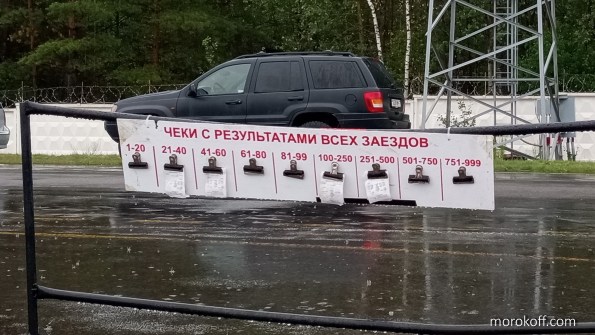 ЧЕКИ С РЕЗУЛЬТАТАМИ ВСЕХ ЗАЕЗДОВ
1-20 21-40 41-60 61-80 81-99 100-250 251-500 501-750 751-999
morokoff.com